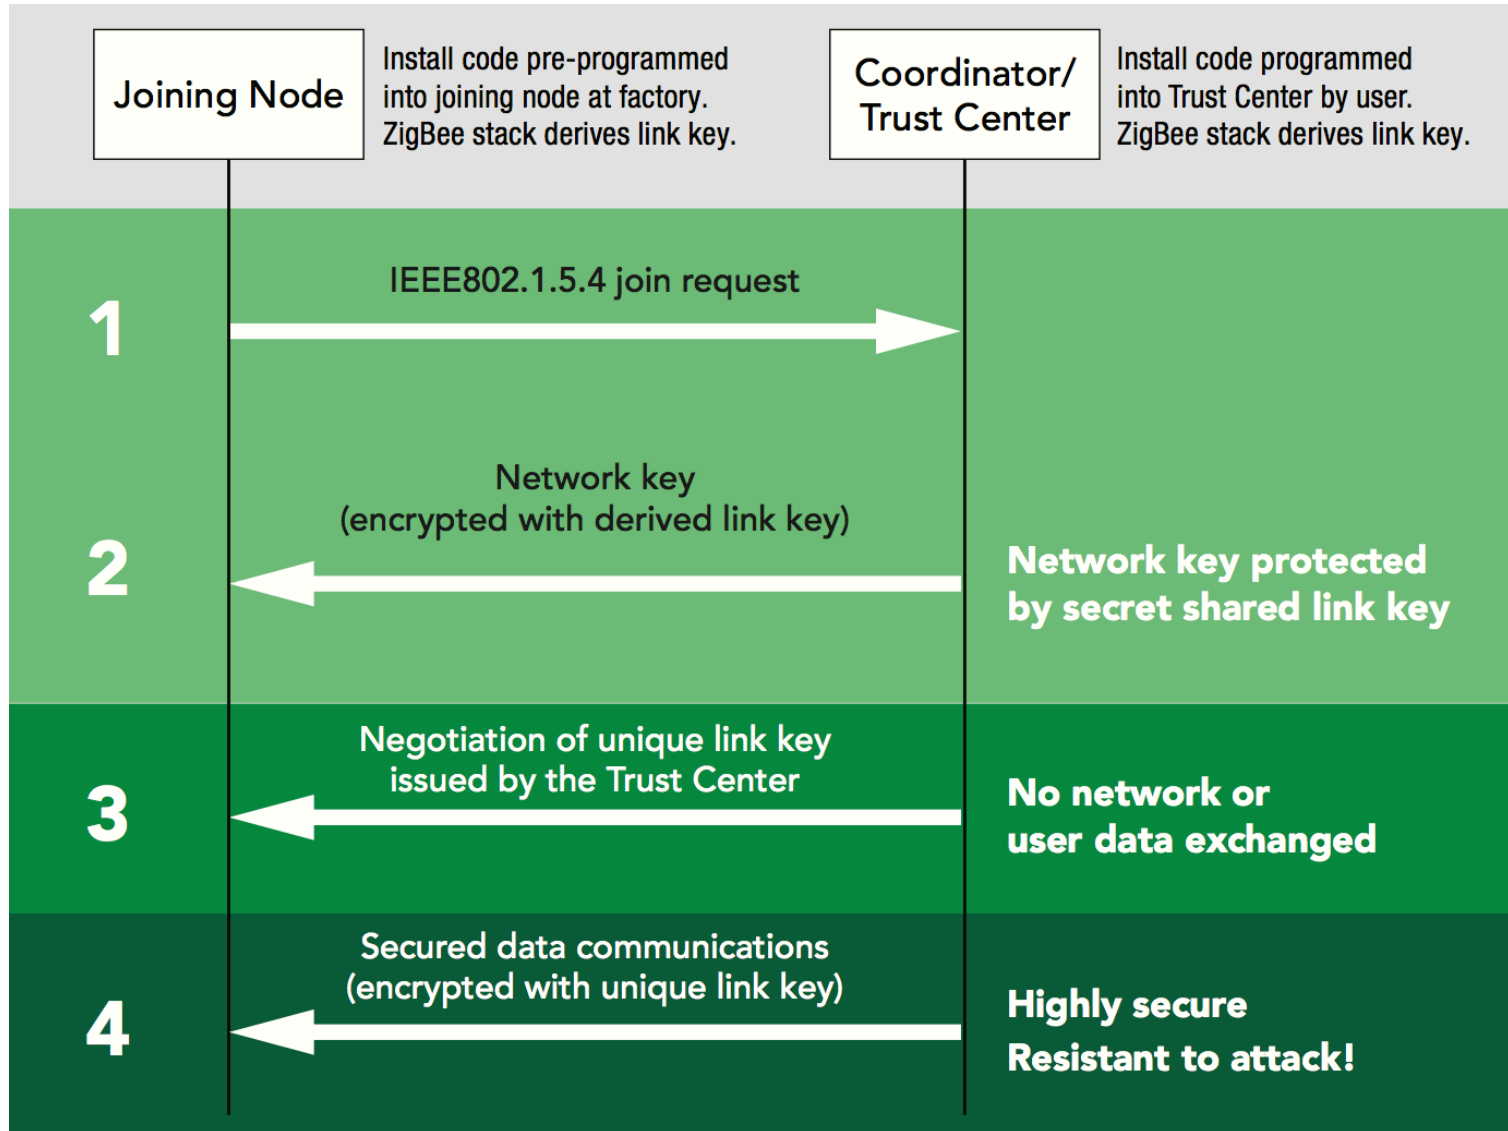 Joining Node
Install code pre-programmed
into joining node at factory.
ZigBee stack derives link key.
Coordinator/
Trust Center
Install code programmed
into Trust Center by user.
ZigBee stack derives link key.
1
IEEE802.1.5.4 join request
2
Network key
(encrypted with derived link key)
Network key protected
by secret shared link key
3
Negotiation of unique link key
issued by the Trust Center
No network or
user data exchanged
4
Secured data communications
(encrypted with unique link key)
Highly secure
Resistant to attack!